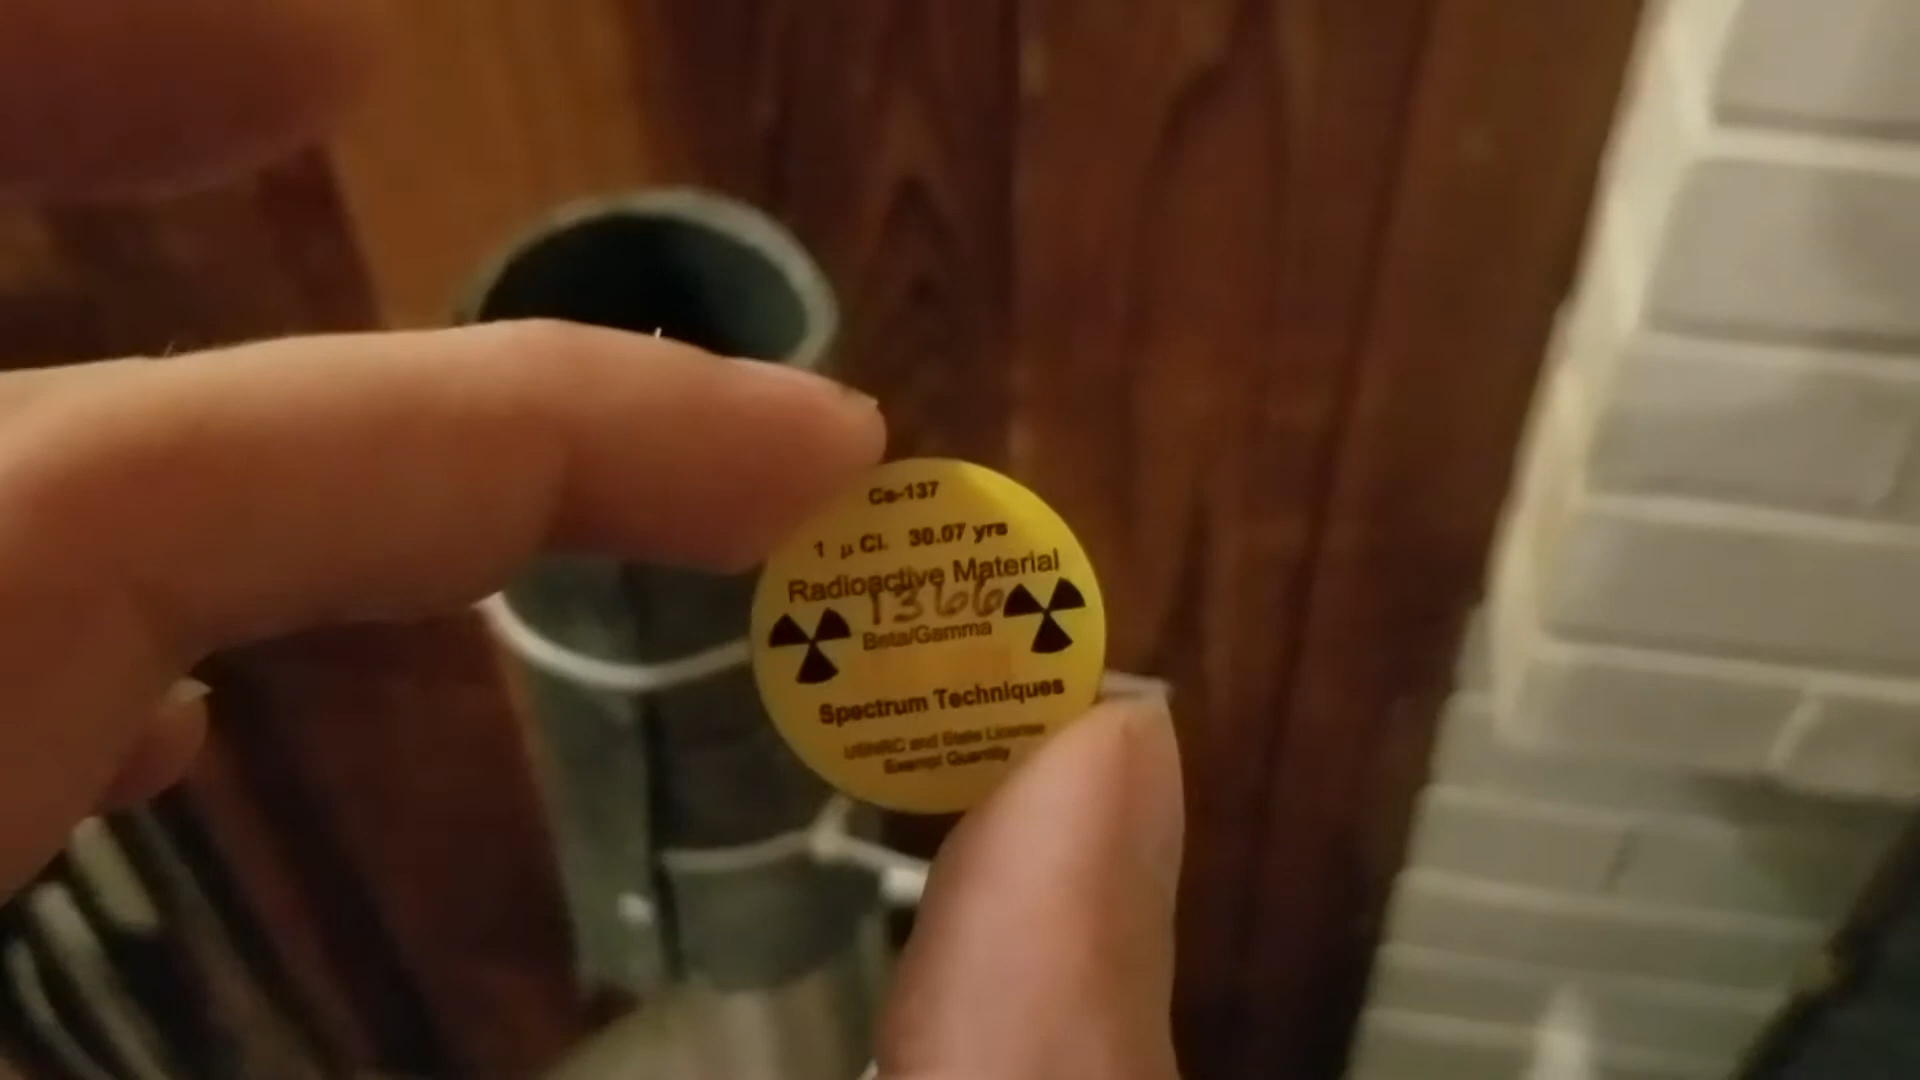 Cs-137
1 μCi. 30.07 yrs
Radioactive Material
1366
Beta/Gamma
Spectrum Techniques
USNRC and State License
Exempt Quantity